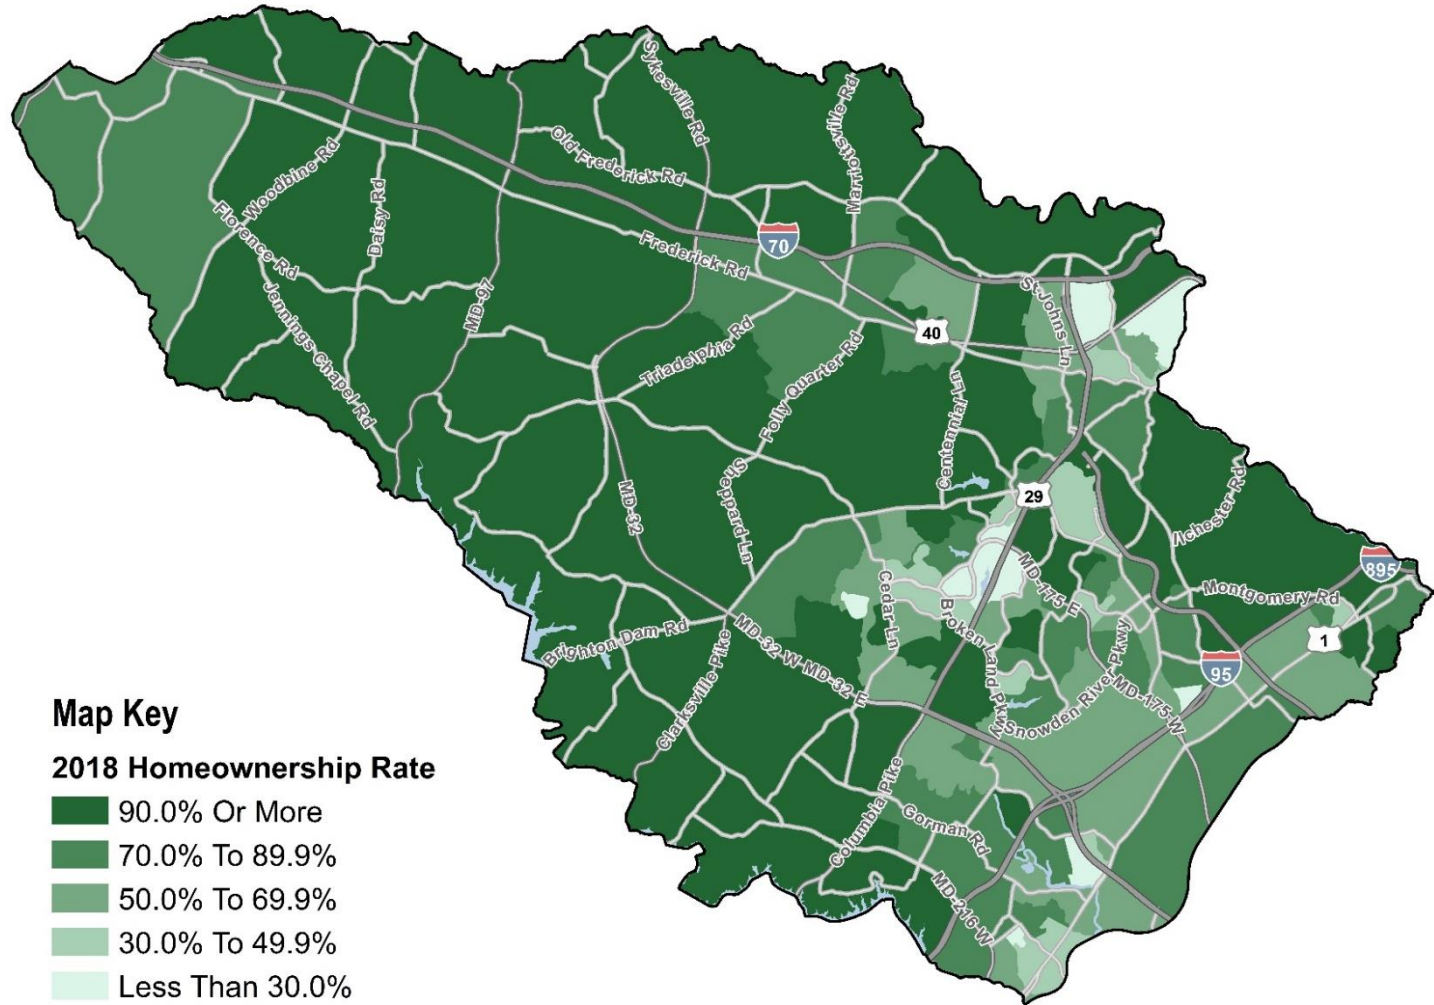 Sykesville Rd
Marriottsville Rd
Old Frederick Rd
Woodbine Rd
Daisy Rd
Florence Rd
Frederick Rd
70
Jennings Chapel Rd
MD-97
St Johns Ln
40
Triadelphia Rd
Folly Quarter Rd
Centennial Ln
Sheppard Ln
MD-32
29
Ilchester Rd
895
MD-175 E
Montgomery Rd
Cedar Ln
Broken Land Pkwy
1
Brighton Dam Rd
MD-32-W-MD-32-E
Snowden River Pkwy
95
MD-175-W
Clarksville Pike
Columbia Pike
Gorman Rd
MD-216-W
Map Key
2018 Homeownership Rate
90.0% Or More
70.0% To 89.9%
50.0% To 69.9%
30.0% To 49.9%
Less Than 30.0%